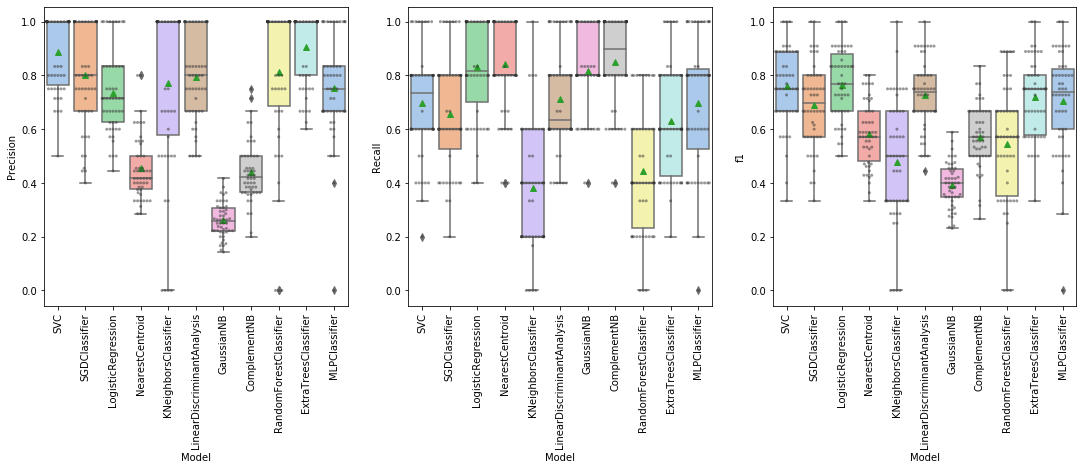 Precision
1.0
0.8
0.6
0.4
0.2
0.0
SVC
SGDClassifier
LogisticRegression
NearestCentroid
KNeighborsClassifier
LinearDiscriminantAnalysis
GaussianNB
ComplementNB
RandomForestClassifier
ExtraTreesClassifier
MLPClassifier
Model
Recall
1.0
0.8
0.6
0.4
0.2
0.0
SVC
SGDClassifier
LogisticRegression
NearestCentroid
KNeighborsClassifier
LinearDiscriminantAnalysis
GaussianNB
ComplementNB
RandomForestClassifier
ExtraTreesClassifier
MLPClassifier
Model
f1
1.0
0.8
0.6
0.4
0.2
0.0
SVC
SGDClassifier
LogisticRegression
NearestCentroid
KNeighborsClassifier
LinearDiscriminantAnalysis
GaussianNB
ComplementNB
RandomForestClassifier
ExtraTreesClassifier
MLPClassifier
Model